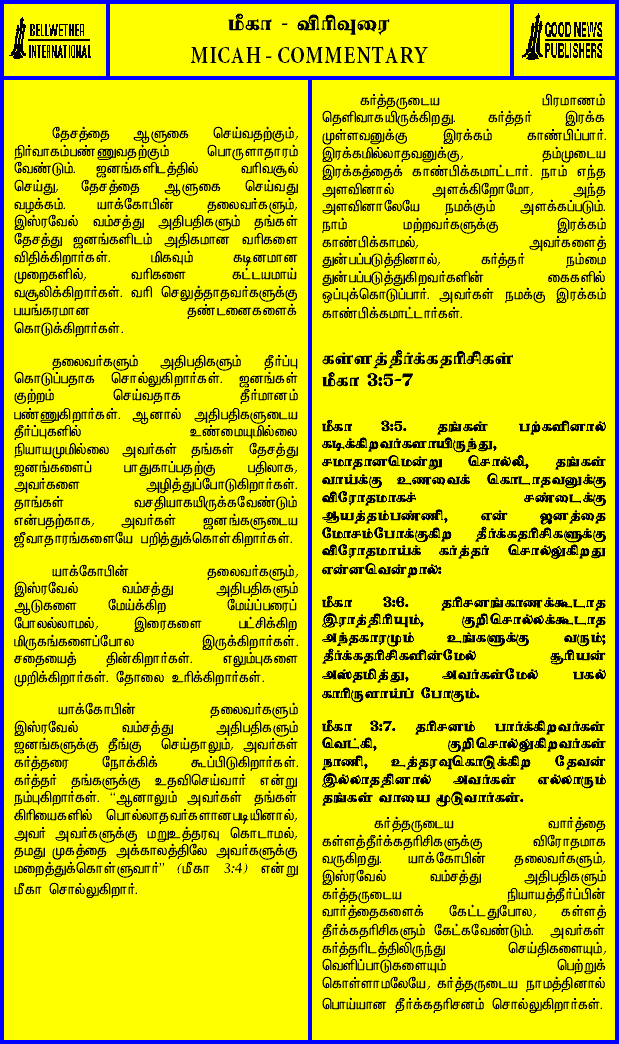 BELLWETHER
INTERNATIONAL
மீகா - விரிவுரை
MICAH - COMMENTARY
GOOD NEWS
PUBLISHERS
தேசத்தை ஆளுகை செய்வதற்கும்,
நிர்வாகம்பண்ணுவதற்கும் பொருளாதாரம்
வேண்டும். ஜனங்களிடத்தில் வரிவசூல்
செய்து, தேசத்தை ஆளுகை செய்வது
வழக்கம். யாக்கோபின் தலைவர்களும்,
இஸ்ரவேல் வம்சத்து அதிபதிகளும் தங்கள்
தேசத்து ஜனங்களிடம் அதிகமான வரிகளை
விதிக்கிறார்கள். மிகவும் கடினமான
முறைகளில், வரிகளை கட்டாயமாய்
வசூலிக்கிறார்கள். வரி செலுத்தாதவர்களுக்கு
பயங்கரமான தண்டனைகளைக்
கொடுக்கிறார்கள்.
தலைவர்களும் அதிபதிகளும் தீர்ப்பு
கொடுப்பதாக சொல்லுகிறார்கள். ஜனங்கள்
குற்றம் செய்வதாக தீர்மானம்
பண்ணுகிறார்கள். ஆனால் அதிபதிகளுடைய
தீர்ப்புகளில் உண்மையுமில்லை
நியாயமுமில்லை அவர்கள் தங்கள் தேசத்து
ஜனங்களைப் பாதுகாப்பதற்கு பதிலாக,
அவர்களை அழித்துப்போடுகிறார்கள்.
தாங்கள் வசதியாகயிருக்கவேண்டும்
என்பதற்காக, அவர்கள் ஜனங்களுடைய
ஜீவாதாரங்களையே பறித்துக்கொள்கிறார்கள்.
யாக்கோபின் தலைவர்களும்,
இஸ்ரவேல் வம்சத்து அதிபதிகளும்
ஆடுகளை மேய்க்கிற மேய்ப்பரைப்
போலல்லாமல், இரைகளை பட்சிக்கிற
மிருகங்களைப்போல இருக்கிறார்கள்.
சதையைத் தின்கிறார்கள். எலும்புகளை
முறிக்கிறார்கள். தோலை உரிக்கிறார்கள்.
யாக்கோபின் தலைவர்களும்
இஸ்ரவேல் வம்சத்து அதிபதிகளும்
ஜனங்களுக்கு தீங்கு செய்தாலும், அவர்கள்
கர்த்தரை நோக்கிக் கூப்பிடுகிறார்கள்.
கர்த்தர் தங்களுக்கு உதவிசெய்வார் என்று
நம்புகிறார்கள். “ஆனாலும் அவர்கள் தங்கள்
கிரியைகளில் பொல்லாதவர்களானபடியினால்,
அவர் அவர்களுக்கு மறுஉத்தரவு கொடாமல்,
தமது முகத்தை அக்காலத்திலே அவர்களுக்கு
மறைத்துக்கொள்ளுவார்” (மீகா 3:4) என்று
மீகா சொல்லுகிறார்.
கர்த்தருடைய பிரமாணம்
தெளிவாகயிருக்கிறது. கர்த்தர் இரக்க
முள்ளவனுக்கு இரக்கம் காண்பிப்பார்.
இரக்கமில்லாதவனுக்கு, தம்முடைய
இரக்கத்தைக் காண்பிக்கமாட்டார். நாம் எந்த
அளவினால் அளக்கிறோமோ, அந்த
அளவினாலேயே நமக்கும் அளக்கப்படும்.
நாம் மற்றவர்களுக்கு இரக்கம்
காண்பிக்காமல், அவர்களைத்
துன்பப்படுத்தினால், கர்த்தர் நம்மை
துன்பப்படுத்துகிறவர்களின் கைகளில்
ஒப்புக்கொடுப்பார். அவர்கள் நமக்கு இரக்கம்
காண்பிக்கமாட்டார்கள்.
கள்ளத்தீர்க்கதரிசிகள்
மீகா 3:5-7
மீகா 3:5. தங்கள் பற்களினால்
கடிக்கிறவர்களாயிருந்து,
சமாதானமென்று சொல்லி, தங்கள்
வாய்க்கு உணவைக் கொடாதவனுக்கு
விரோதமாகச் சண்டைக்கு
ஆயத்தம்பண்ணி, என் ஜனத்தை
மோசம்போக்குகிற தீர்க்கதரிசிகளுக்கு
விரோதமாய்க் கர்த்தர் சொல்லுகிறது
என்னவென்றால்:
மீகா 3:6. தரிசனங்காணக்கூடாத
இராத்திரியும், குறிசொல்லக்கூடாத
அந்தகாரமும் உங்களுக்கு வரும்;
தீர்க்கதரிசிகளின்மேல் சூரியன்
அஸ்தமித்து, அவர்கள்மேல் பகல்
காரிருளாய்ப் போகும்.
மீகா 3:7. தரிசனம் பார்க்கிறவர்கள்
வெட்கி, குறிசொல்லுகிறவர்கள்
நாணி, உத்தரவுகொடுக்கிற தேவன்
இல்லாததினால் அவர்கள் எல்லாரும்
தங்கள் வாயை மூடுவார்கள்.
கர்த்தருடைய வார்த்தை
கள்ளத்தீர்க்கதரிசிகளுக்கு விரோதமாக
வருகிறது. யாக்கோபின் தலைவர்களும்,
இஸ்ரவேல் வம்சத்து அதிபதிகளும்
கர்த்தருடைய நியாயத்தீர்ப்பின்
வார்த்தைகளைக் கேட்டதுபோல, கள்ளத்
தீர்க்கதரிசிகளும் கேட்கவேண்டும். அவர்கள்
கர்த்தரிடத்திலிருந்து செய்திகளையும்,
வெளிப்பாடுகளையும் பெற்றுக்
கொள்ளாமலேயே, கர்த்தருடைய நாமத்தினால்
பொய்யான தீர்க்கதரிசனம் சொல்லுகிறார்கள்.